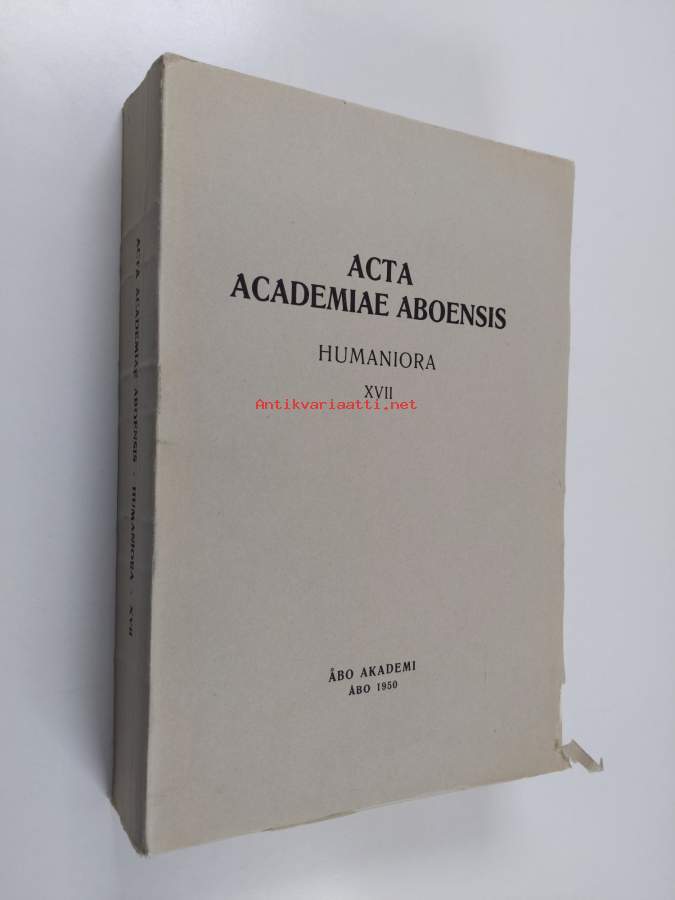 ACTA
ACADEMIAE ABOENSIS
HUMANIORA
XVII
Antikvariaatti.net
ÅBO AKADEMI
ÅBO 1950
ACTA ACADEMIAE ABOENSIS · HUMANIORA · XVII